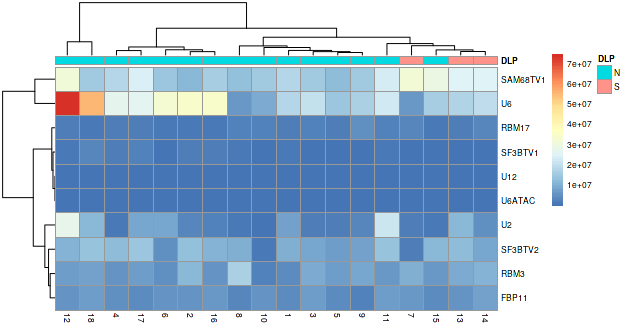 DLP
SAM68TV1
U6
RBM17
SF3BTV1
U12
U6ATAC
U2
SF3BTV2
RBM3
FBP11
12 18 4 17 6 2 16 8 10 1 3 5 9 11 7 15 13 14
7e+07
6e+07
5e+07
4e+07
3e+07
2e+07
1e+07
DLP
N
S